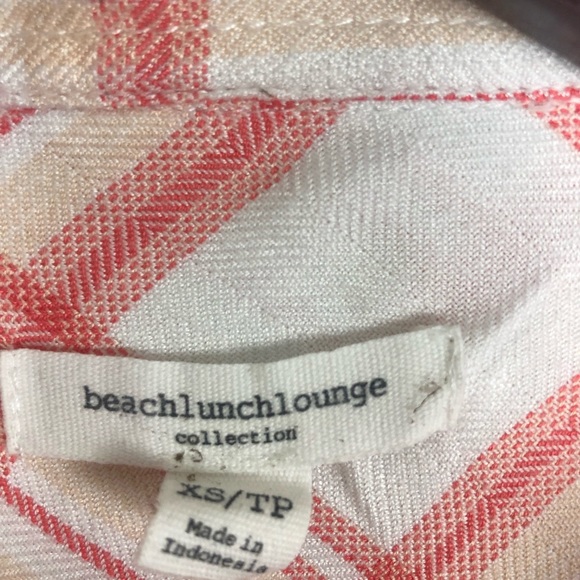 beachlunchlounge
collection
XS/TP
Made in
Indonesia